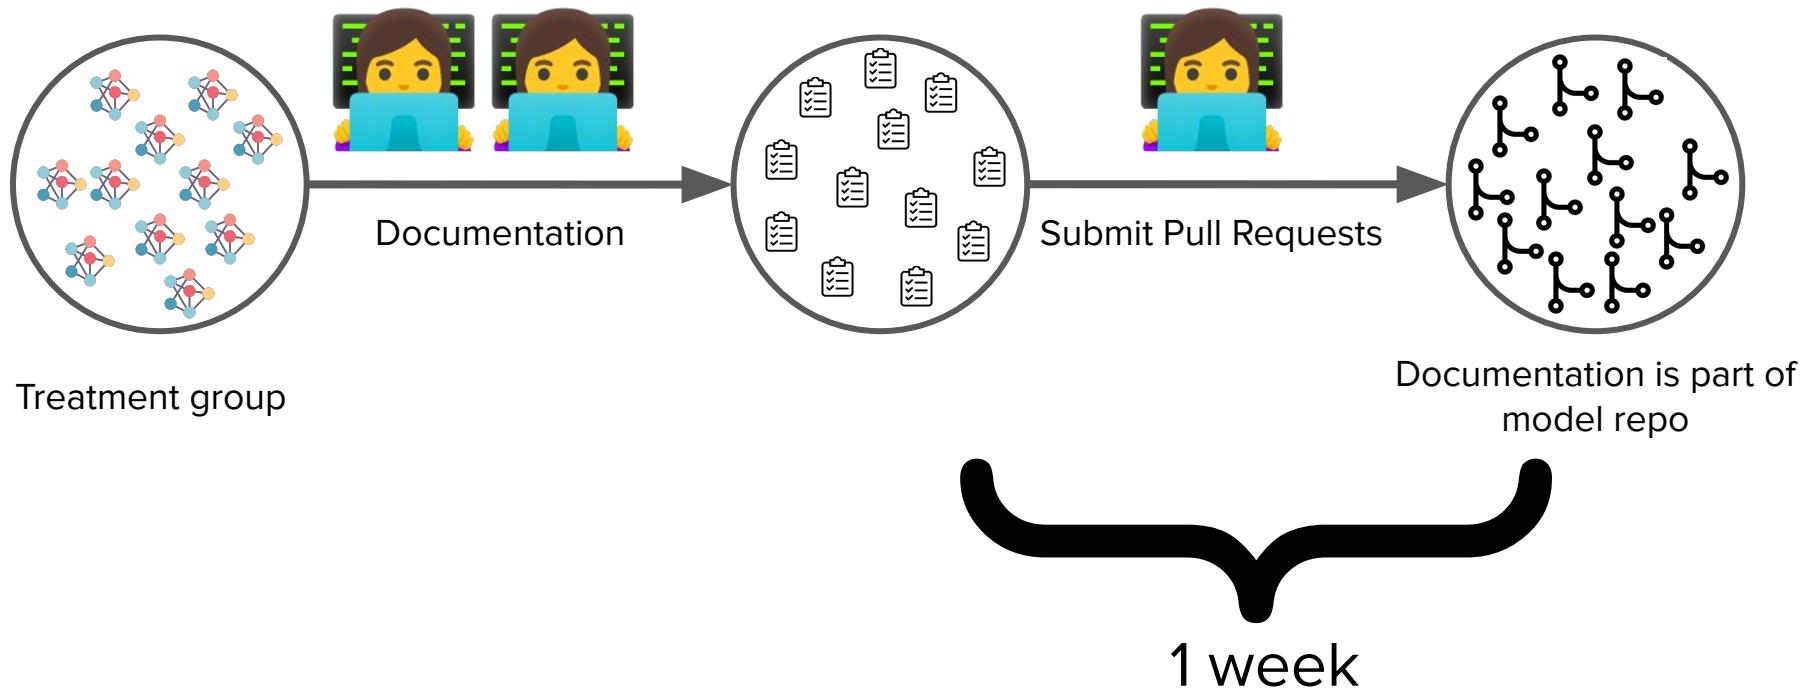 Documentation
Submit Pull Requests
Treatment group
Documentation is part of
model repo
1 week